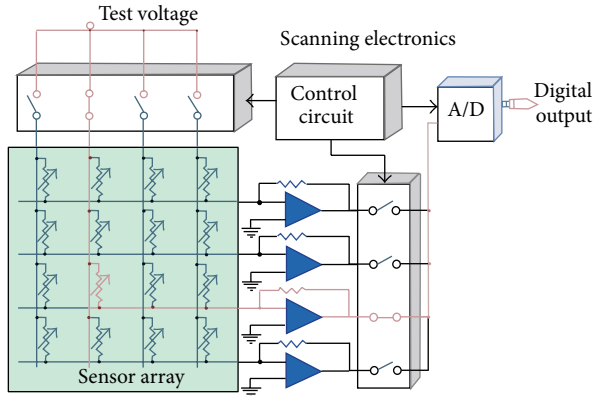 Test voltage
Scanning electronics
Control
circuit
A/D
Digital
output
Sensor array